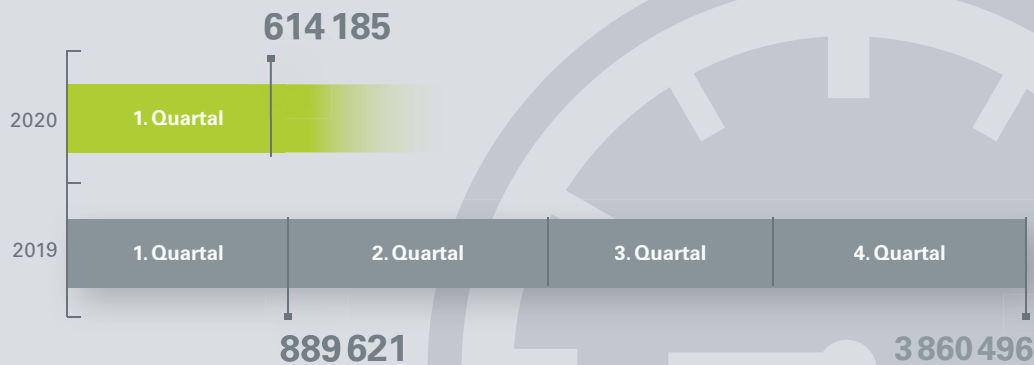 614 185
2020
1. Quartal
2019
1. Quartal
2. Quartal
3. Quartal
4. Quartal
889 621
3 860 496